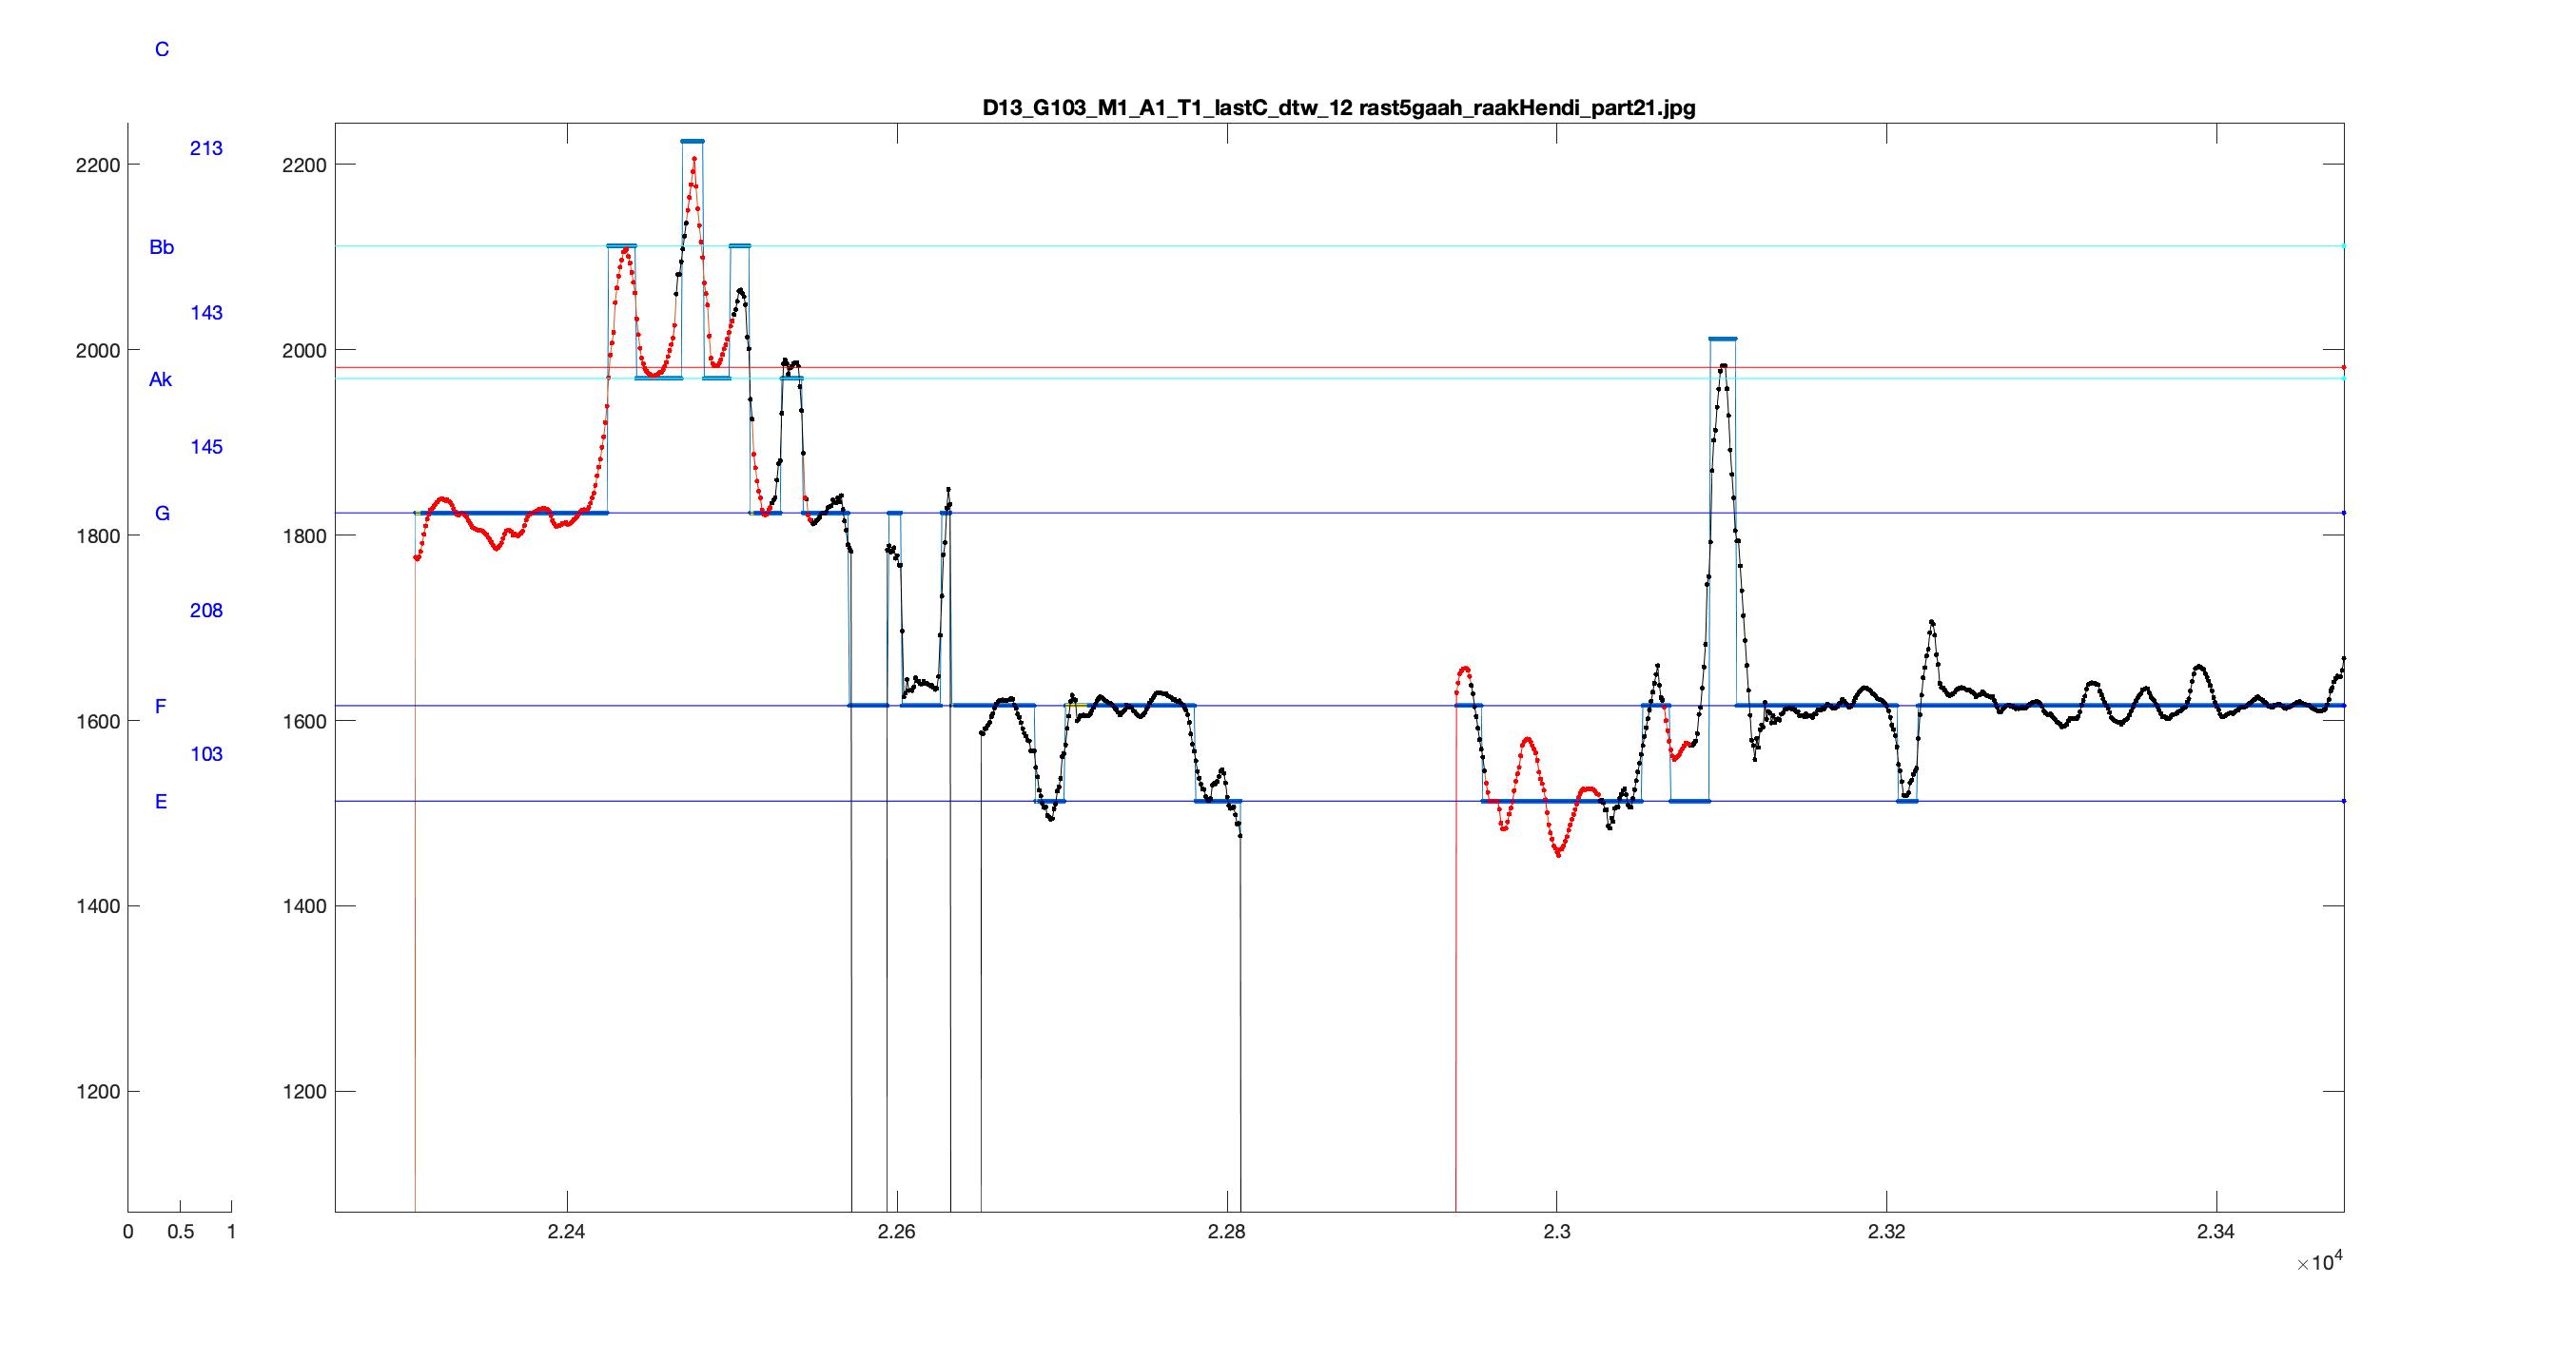 C
D13_G103_M1_A1_T1_lastC_dtw_12 rast5gaah_raakHendi_part21.jpg
213
2200 2200
Bb
143
2000 2000
Ak
145
G
1800 1800
208
F
1600 1600
103
E
1400 1400
1200 1200
0 0.5 1 2.24 2.26 2.28 2.3 2.32 2.34
×10^4